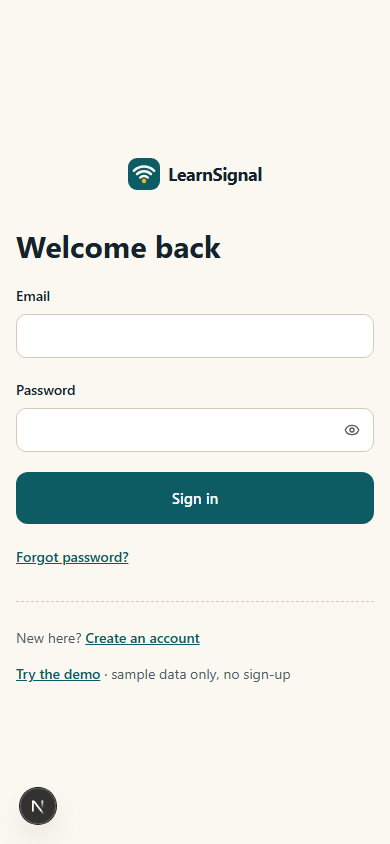 LearnSignal
Welcome back
Email
Password
Sign in
Forgot password?
New here? Create an account
Try the demo · sample data only, no sign-up
N